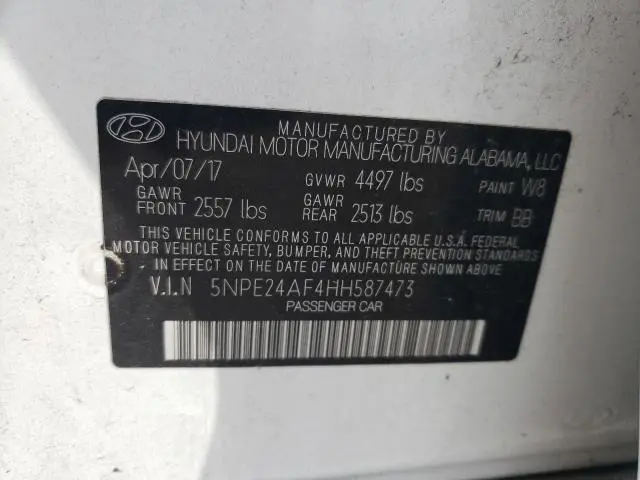 MANUFACTURED BY
HYUNDAI MOTOR MANUFACTURING ALABAMA, LLC
Apr/07/17 GVWR 4497 lbs PAINT W8
GAWR FRONT 2557 lbs GAWR REAR 2513 lbs TRIM BB
THIS VEHICLE CONFORMS TO ALL APPLICABLE U.S.A. FEDERAL
MOTOR VEHICLE SAFETY, BUMPER, AND THEFT STANDARDS
IN EFFECT ON THE DATE OF MANUFACTURE SHOWN ABOVE.
V.I.N 5NPE24AF4HH587473
PASSENGER CAR